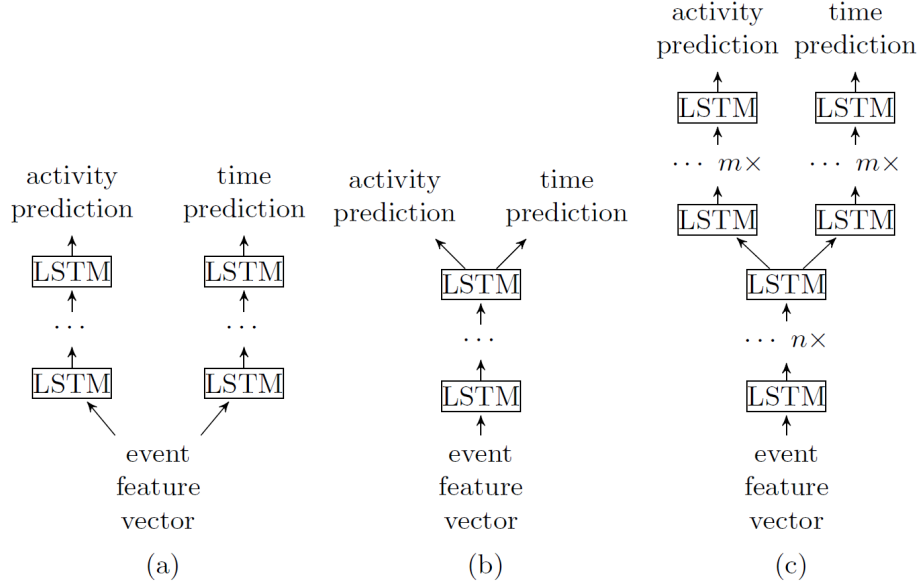 activity
prediction
time
prediction
LSTM
LSTM
...
...
LSTM
LSTM
event
feature
vector
(a)
activity
prediction
time
prediction
LSTM
...
LSTM
event
feature
vector
(b)
activity
prediction
time
prediction
LSTM
LSTM
... m×
... m×
LSTM
LSTM
LSTM
... n×
LSTM
event
feature
vector
(c)